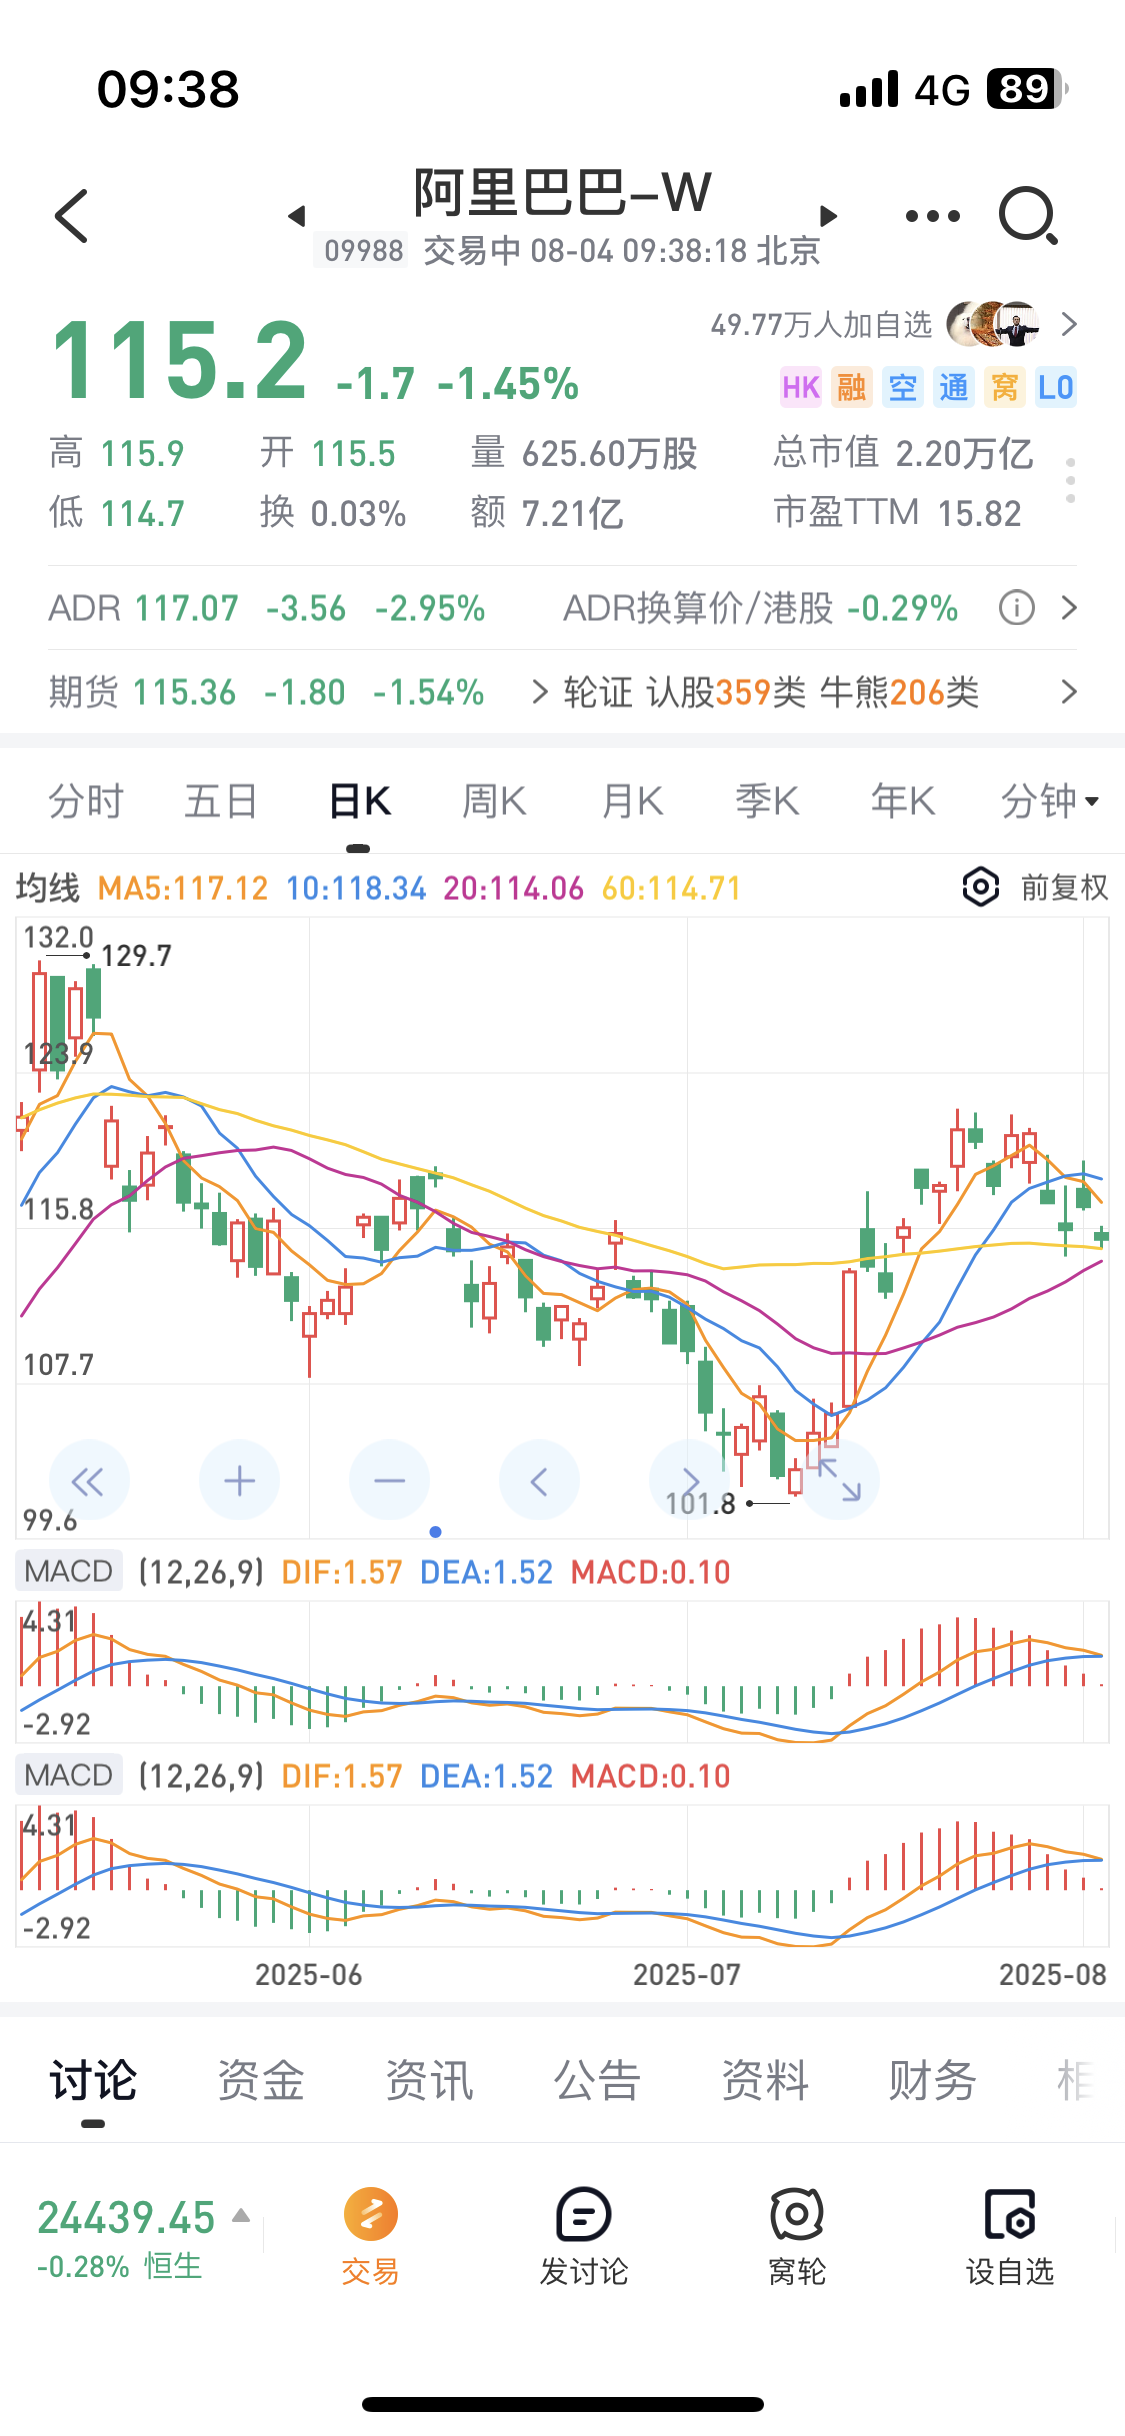 09:38 4G 89
阿里巴巴-W
09988 交易中 08-04 09:38:18 北京
49.77万人加自选
115.2 -1.7 -1.45%
HK 融 空 通 窝 L0
高 115.9 开 115.5 量 625.60万股 总市值 2.20万亿
低 114.7 换 0.03% 额 7.21亿 市盈TTM 15.82
ADR 117.07 -3.56 -2.95% ADR换算价/港股 -0.29%
期货 115.36 -1.80 -1.54% 轮证 认股359类 牛熊206类
分时 五日 日K 周K 月K 季K 年K 分钟
均线 MA5:117.12 10:118.34 20:114.06 60:114.71 前复权
132.0
129.7
123.9
115.8
107.7
101.8
99.6
MACD (12,26,9) DIF:1.57 DEA:1.52 MACD:0.10
4.31
-2.92
MACD (12,26,9) DIF:1.57 DEA:1.52 MACD:0.10
4.31
-2.92
2025-06 2025-07 2025-08
讨论 资金 资讯 公告 资料 财务
24439.45
-0.28% 恒生
交易 发讨论 窝轮 设自选